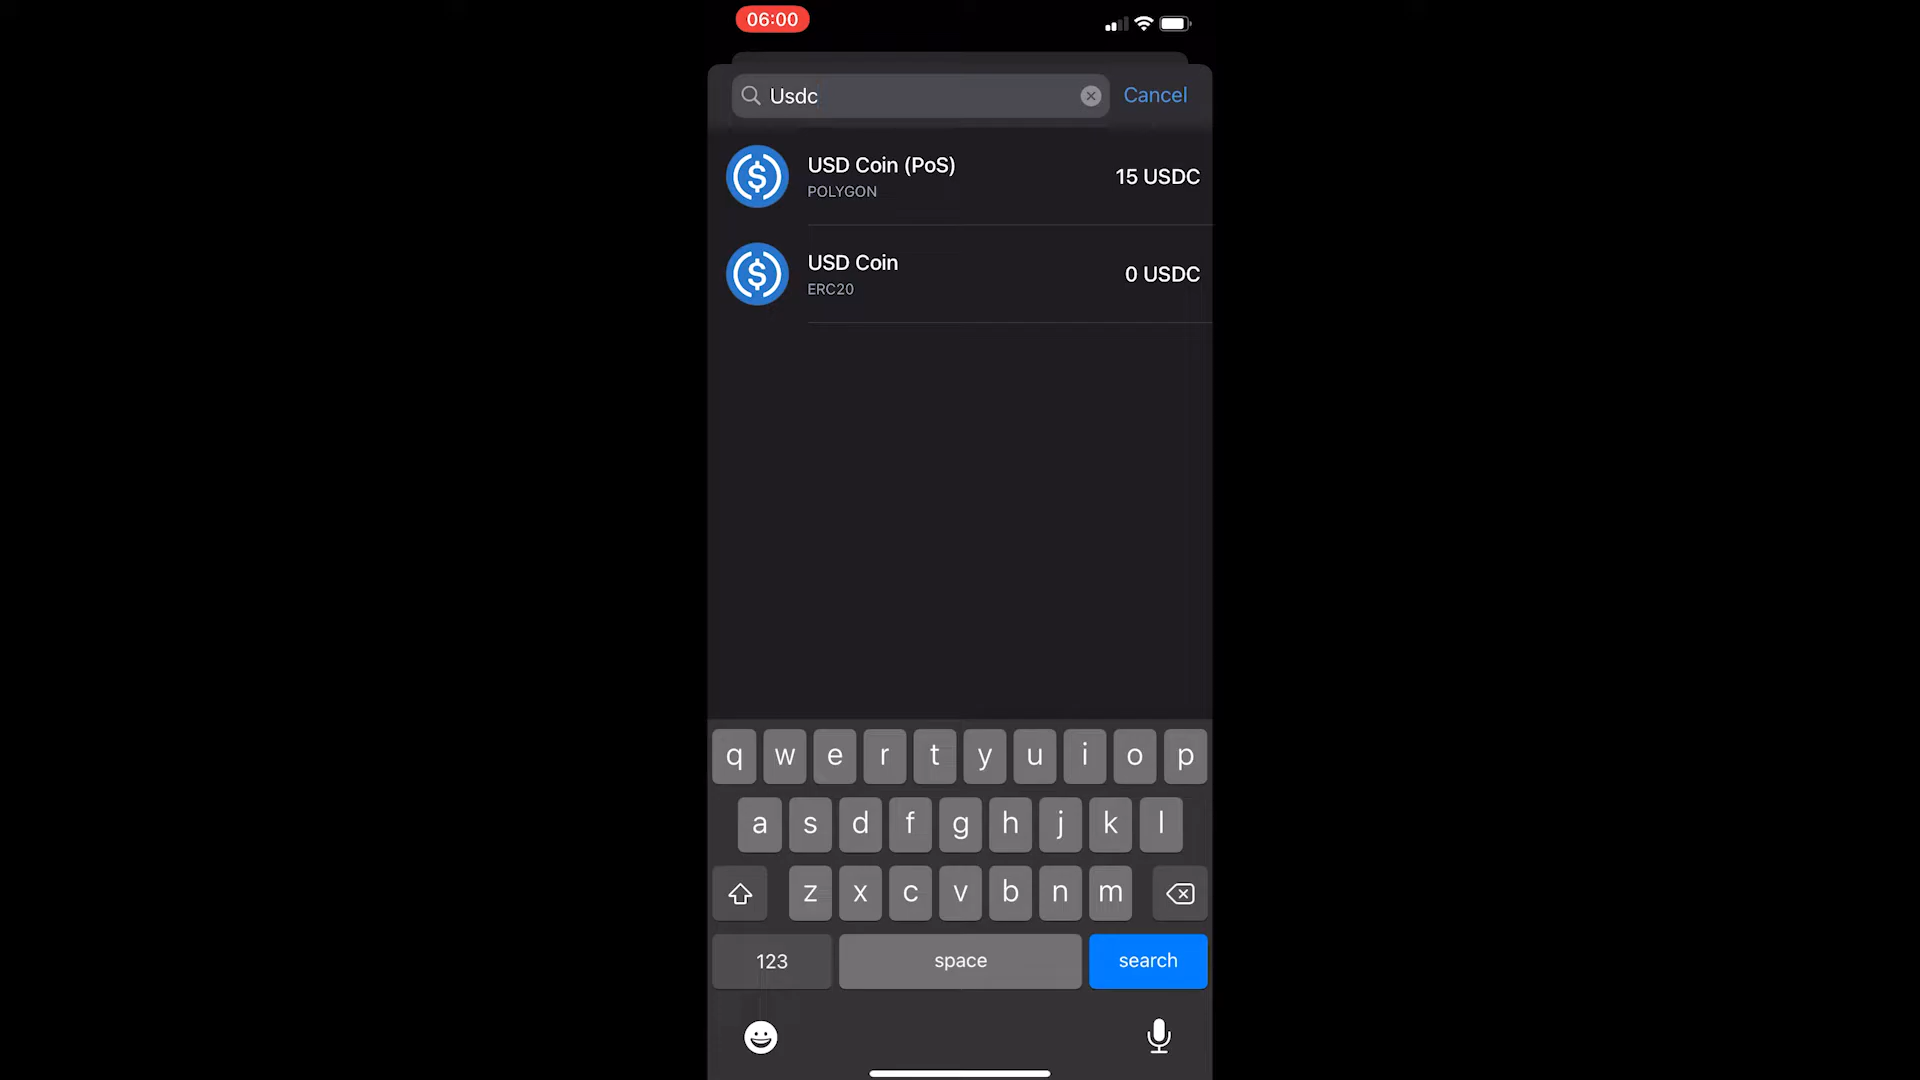 06:00
Usdc
Cancel
USD Coin (PoS)
POLYGON
15 USDC
USD Coin
ERC20
0 USDC
q w e r t y u i o p
a s d f g h j k l
z x c v b n m
123 space search